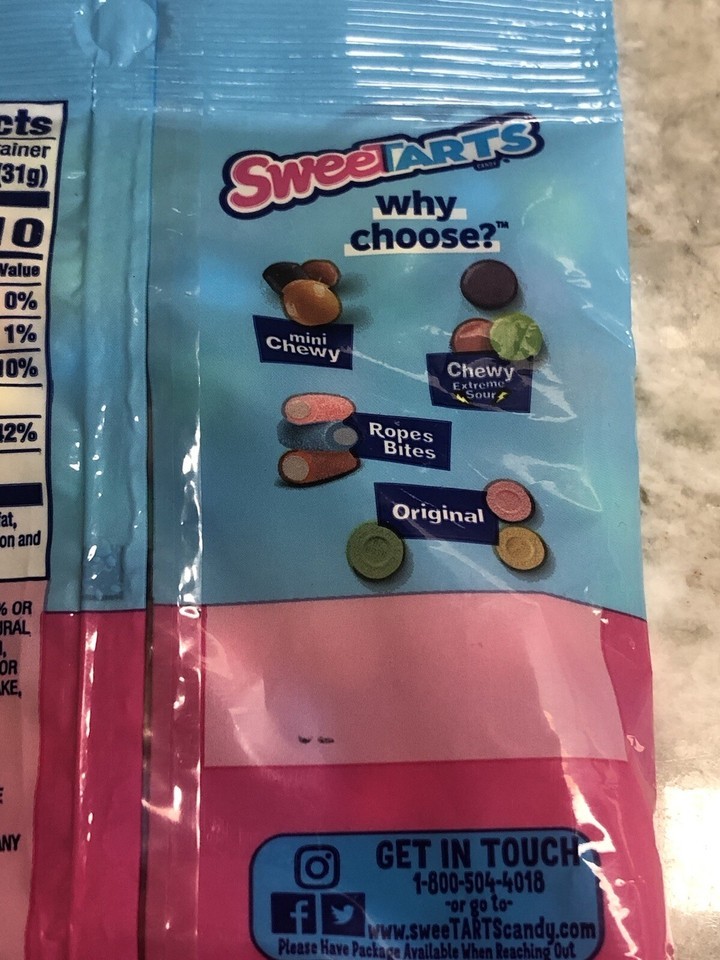 cts
ainer
(31g)
10
Value
0%
1%
10%
42%
fat,
on and
% OR
URAL
OR
KE,
ANY
SweeTARTS
CANDY™
why
choose?™
mini
Chewy
Chewy
Extreme
Sour
Ropes
Bites
Original
GET IN TOUCH
1-800-504-4018
-or go to-
www.sweeTARTScandy.com
Please Have Package Available When Reaching Out